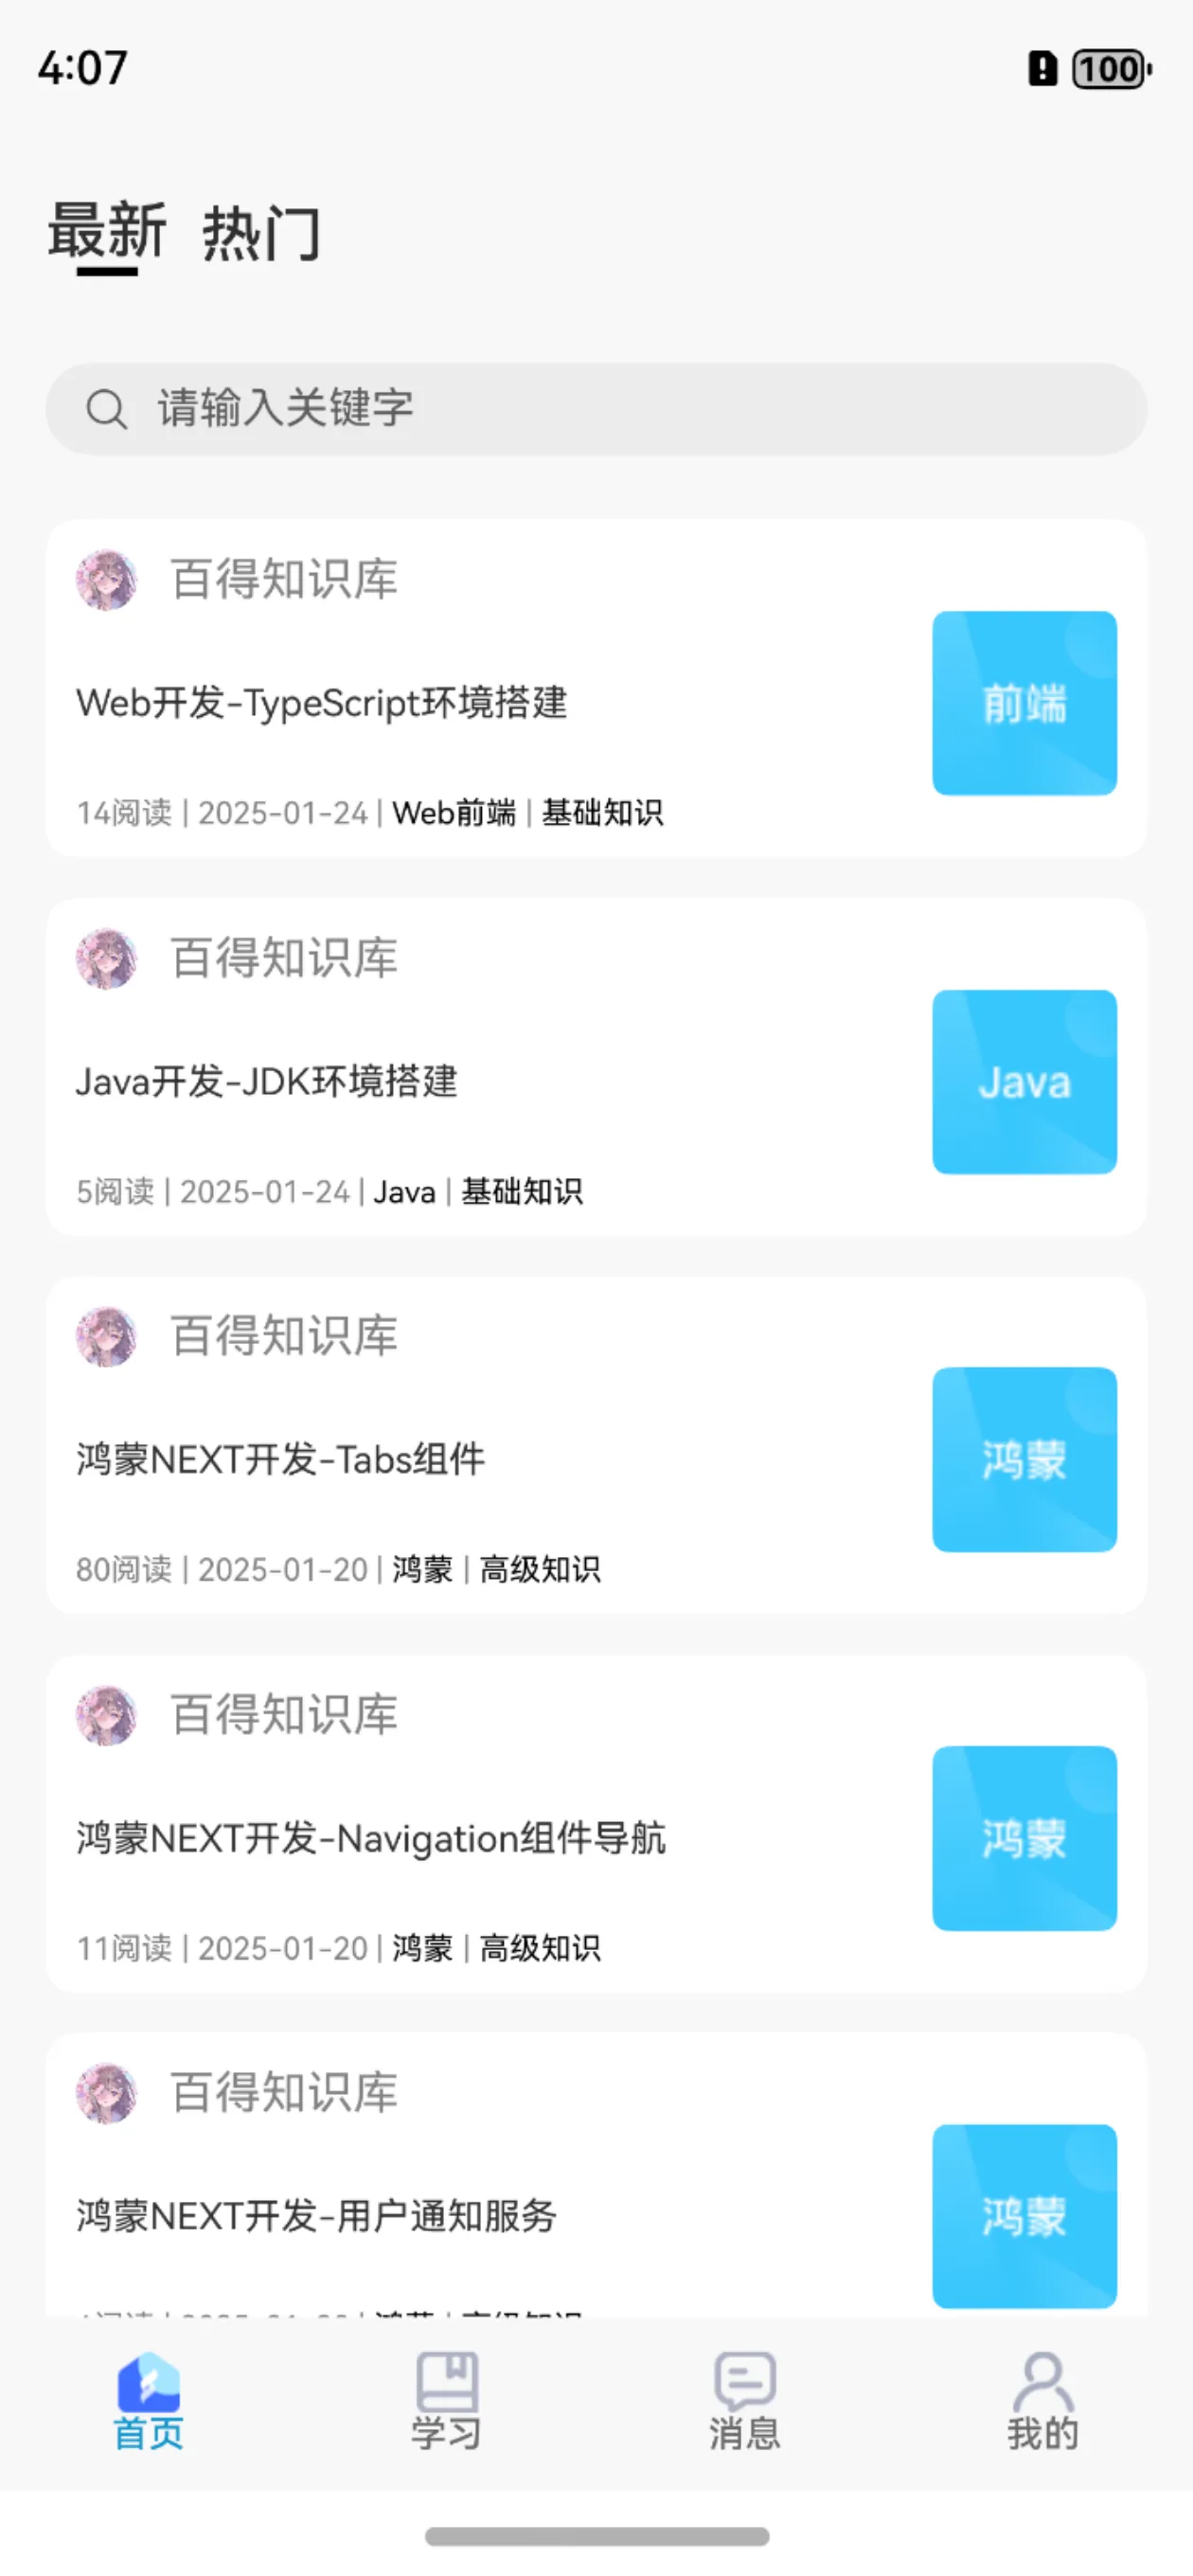 4:07
100
最新 热门
请输入关键字
百得知识库
Web开发-TypeScript环境搭建
前端
14阅读 | 2025-01-24 | Web前端 | 基础知识
百得知识库
Java开发-JDK环境搭建
Java
5阅读 | 2025-01-24 | Java | 基础知识
百得知识库
鸿蒙NEXT开发-Tabs组件
鸿蒙
80阅读 | 2025-01-20 | 鸿蒙 | 高级知识
百得知识库
鸿蒙NEXT开发-Navigation组件导航
鸿蒙
11阅读 | 2025-01-20 | 鸿蒙 | 高级知识
百得知识库
鸿蒙NEXT开发-用户通知服务
鸿蒙
首页 学习 消息 我的